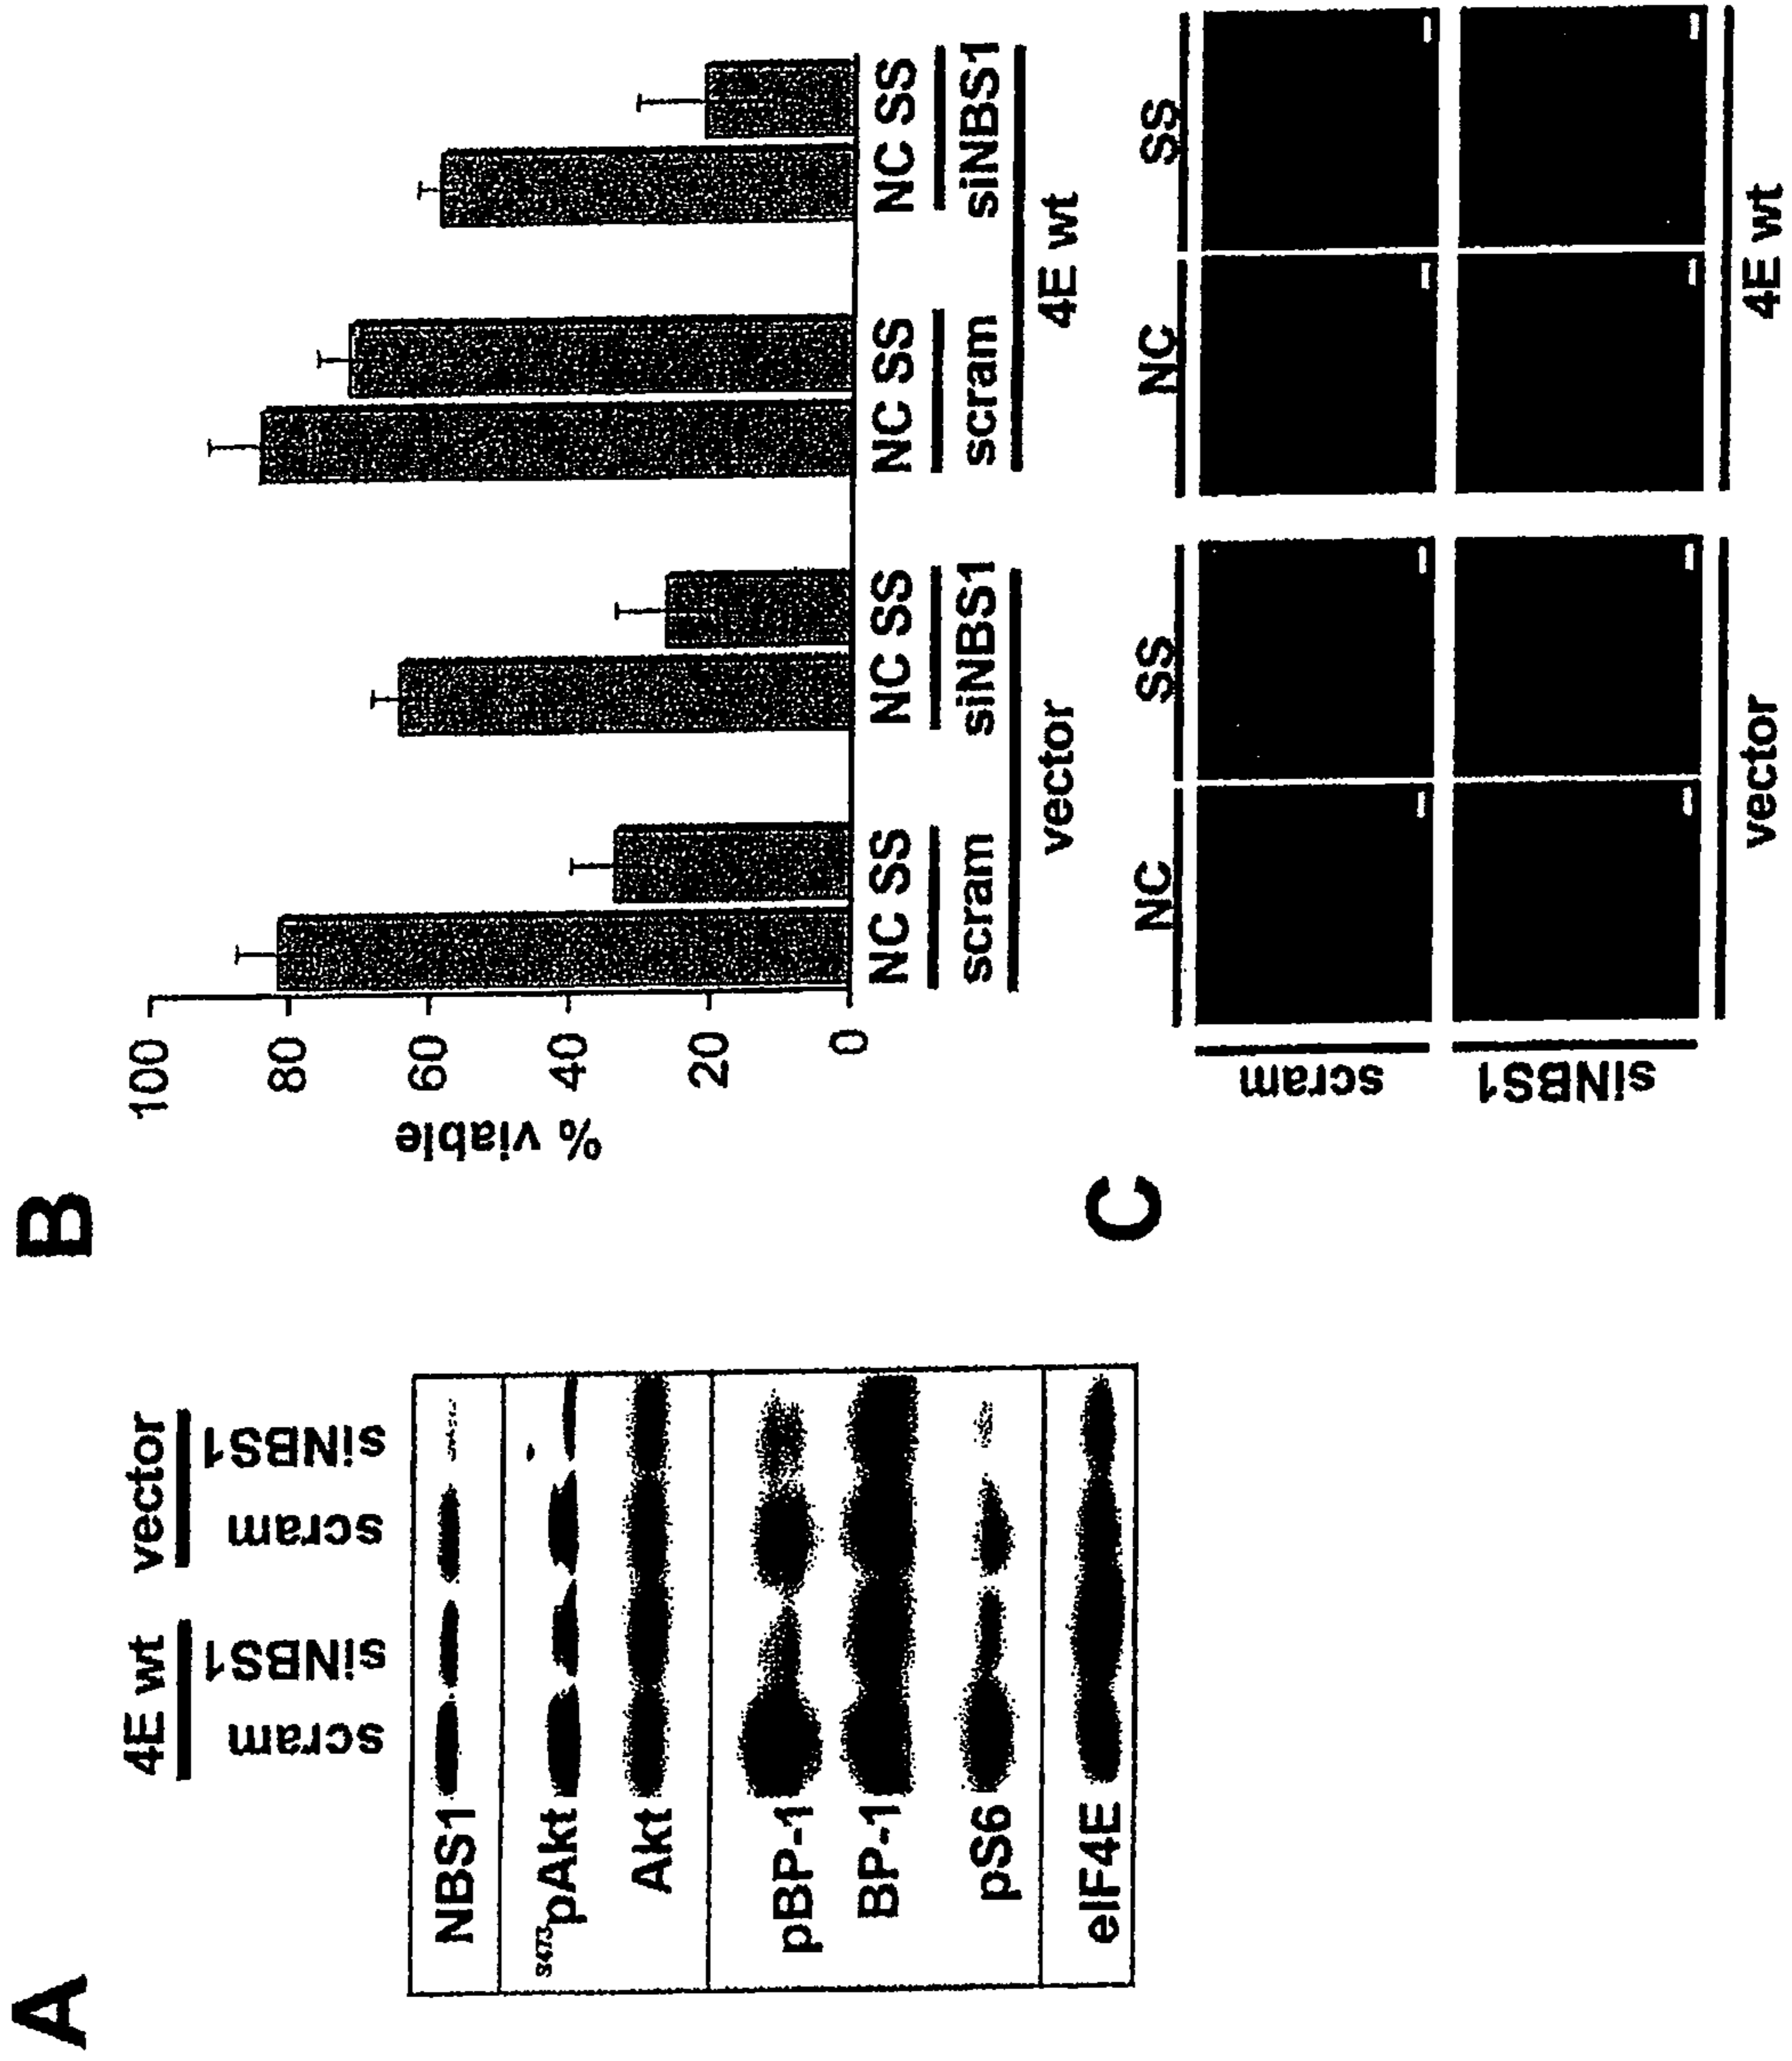 A
4E wt vector
scram siNBS1 scram siNBS1
NBS1
S473pAkt
Akt
pBP-1
BP-1
pS6
eIF4E
B
% viable
100
80
60
40
20
0
NC SS NC SS NC SS NC SS
scram siNBS1 scram siNBS1
vector 4E wt
C
NC SS NC SS
scram
siNBS1
vector 4E wt